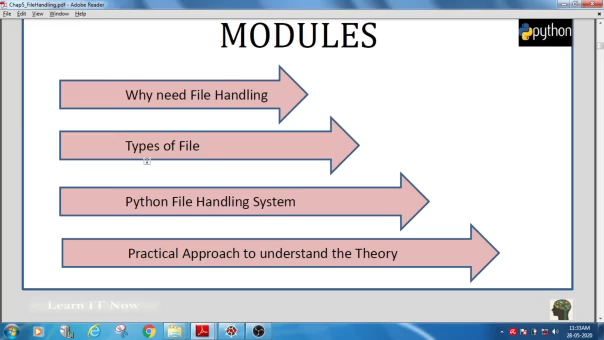 Chap5_FileHandling.pdf - Adobe Reader
File Edit View Window Help
MODULES
python
Why need File Handling
Types of File
Python File Handling System
Practical Approach to understand the Theory
Learn IT Now
11:33AM
28-05-2020